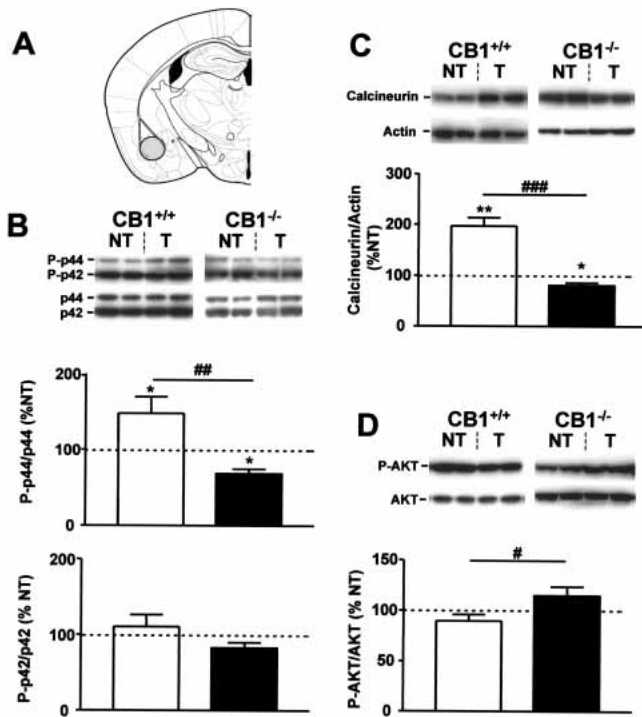 A
B
CB1+/+ CB1-/-
NT T NT T
P-p44
P-p42
p44
p42
P-p44/p44 (%NT)
200
100
0
*
##
*
P-p42/p42 (% NT)
200
100
0
C
CB1+/+ CB1-/-
NT T NT T
Calcineurin
Actin
Calcineurin/Actin
(%NT)
300
200
100
0
**
###
*
D
CB1+/+ CB1-/-
NT T NT T
P-AKT
AKT
P-AKT/AKT (% NT)
150
100
50
0
#